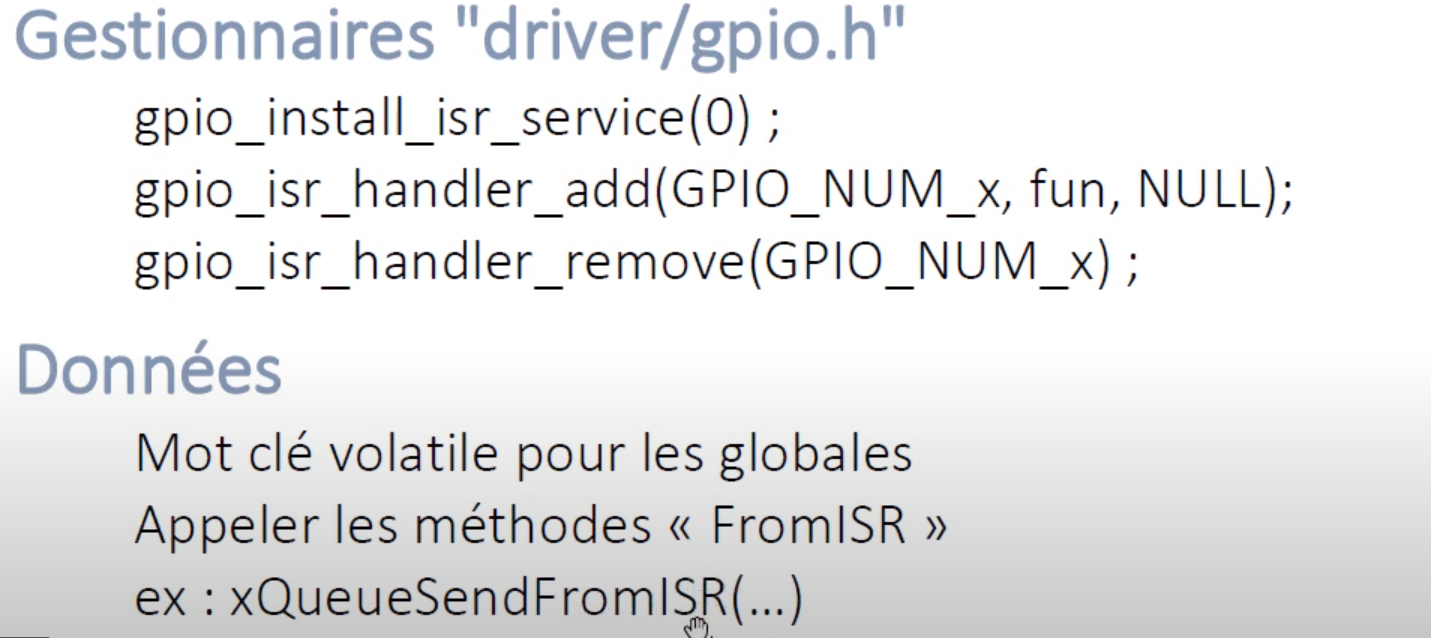 Gestionnaires "driver/gpio.h"
gpio_install_isr_service(0) ;
gpio_isr_handler_add(GPIO_NUM_x, fun, NULL);
gpio_isr_handler_remove(GPIO_NUM_x) ;
Données
Mot clé volatile pour les globales
Appeler les méthodes « FromISR »
ex : xQueueSendFromISR(...)